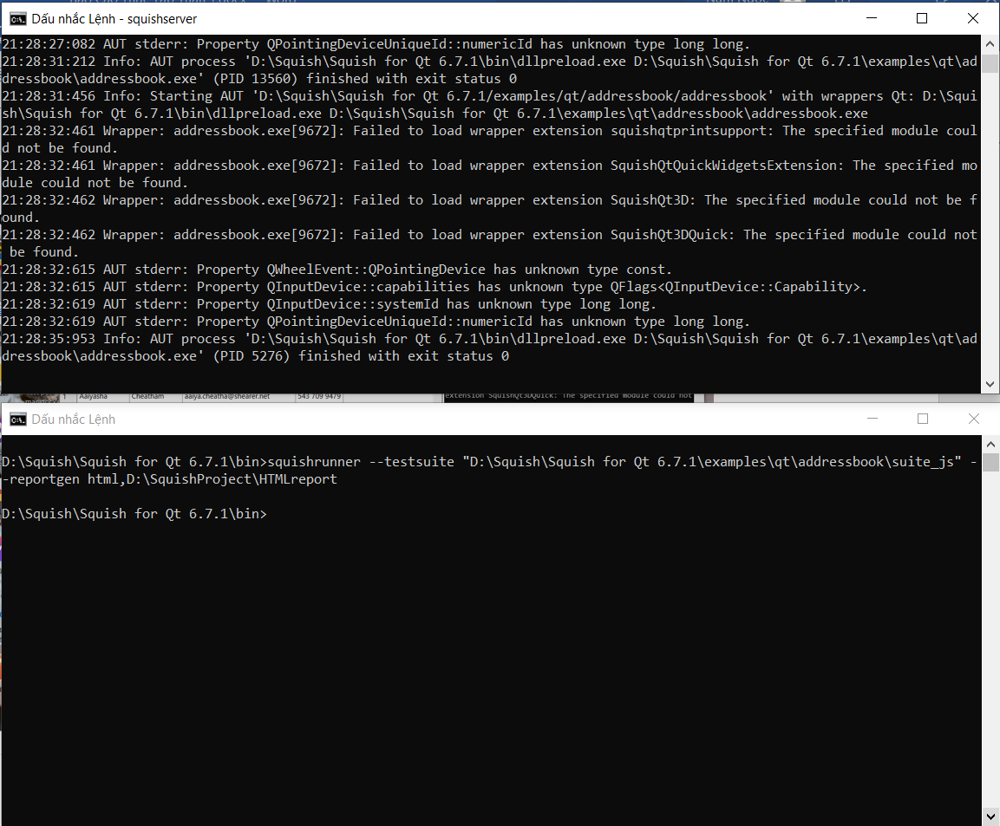 Dấu nhắc Lệnh - squishserver
21:28:27:082 AUT stderr: Property QPointingDeviceUniqueId::numericId has unknown type long long.
21:28:31:212 Info: AUT process 'D:\Squish\Squish for Qt 6.7.1\bin\dllpreload.exe D:\Squish\Squish for Qt 6.7.1\examples\qt\ad
dressbook\addressbook.exe' (PID 13560) finished with exit status 0
21:28:31:456 Info: Starting AUT 'D:\Squish\Squish for Qt 6.7.1/examples/qt/addressbook/addressbook' with wrappers Qt: D:\Squi
sh\Squish for Qt 6.7.1\bin\dllpreload.exe D:\Squish\Squish for Qt 6.7.1\examples\qt\addressbook\addressbook.exe
21:28:32:461 Wrapper: addressbook.exe[9672]: Failed to load wrapper extension squishqtprintsupport: The specified module coul
d not be found.
21:28:32:461 Wrapper: addressbook.exe[9672]: Failed to load wrapper extension SquishQtQuickWidgetsExtension: The specified mo
dule could not be found.
21:28:32:462 Wrapper: addressbook.exe[9672]: Failed to load wrapper extension SquishQt3D: The specified module could not be f
ound.
21:28:32:462 Wrapper: addressbook.exe[9672]: Failed to load wrapper extension SquishQt3DQuick: The specified module could not
 be found.
21:28:32:615 AUT stderr: Property QWheelEvent::QPointingDevice has unknown type const.
21:28:32:615 AUT stderr: Property QInputDevice::capabilities has unknown type QFlags<QInputDevice::Capability>.
21:28:32:619 AUT stderr: Property QInputDevice::systemId has unknown type long long.
21:28:32:619 AUT stderr: Property QPointingDeviceUniqueId::numericId has unknown type long long.
21:28:35:953 Info: AUT process 'D:\Squish\Squish for Qt 6.7.1\bin\dllpreload.exe D:\Squish\Squish for Qt 6.7.1\examples\qt\ad
dressbook\addressbook.exe' (PID 5276) finished with exit status 0
1 Aaiyasha Cheatham aaiya.cheatha@shearer.net 543 709 9479
extension SquishQt3DQuick: The specified module could not
Dấu nhắc Lệnh
D:\Squish\Squish for Qt 6.7.1\bin>squishrunner --testsuite "D:\Squish\Squish for Qt 6.7.1\examples\qt\addressbook\suite_js" -
-reportgen html,D:\SquishProject\HTMLreport
D:\Squish\Squish for Qt 6.7.1\bin>